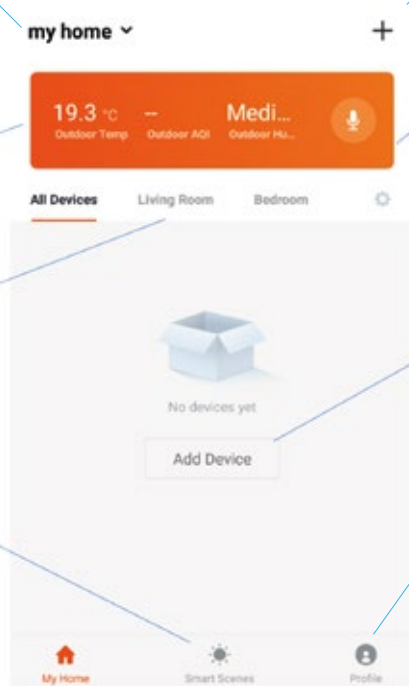 my home
19.3 °C -- Medi...
Outdoor Temp Outdoor AQI Outdoor Hu...
All Devices Living Room Bedroom
No devices yet
Add Device
My Home Smart Scenes Profile